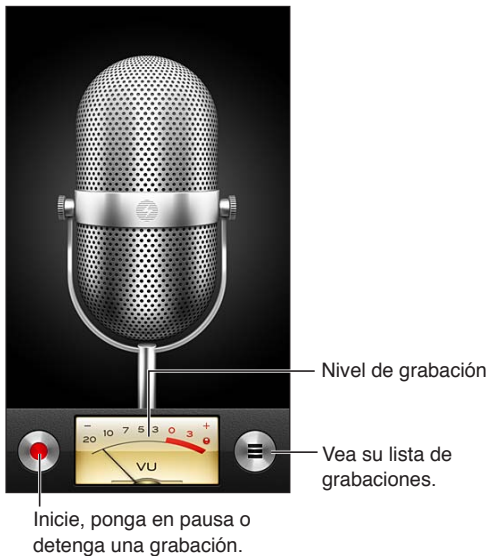 Nivel de grabación
− 20 10 7 5 3 0 3 +
VU
Vea su lista de
grabaciones.
Inicie, ponga en pausa o
detenga una grabación.